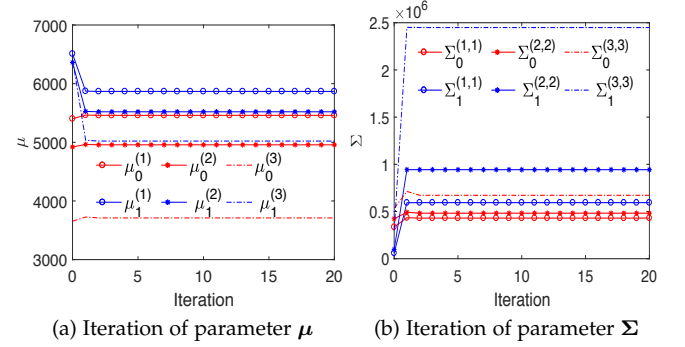 7000
6000
5000
4000
3000
μ
μ₀⁽¹⁾ μ₀⁽²⁾ μ₀⁽³⁾
μ₁⁽¹⁾ μ₁⁽²⁾ μ₁⁽³⁾
0 5 10 15 20
Iteration
(a) Iteration of parameter μ
×10⁶
2.5
2
1.5
1
0.5
0
Σ
Σ₀⁽¹,¹⁾ Σ₀⁽²,²⁾ Σ₀⁽³,³⁾
Σ₁⁽¹,¹⁾ Σ₁⁽²,²⁾ Σ₁⁽³,³⁾
0 5 10 15 20
Iteration
(b) Iteration of parameter Σ